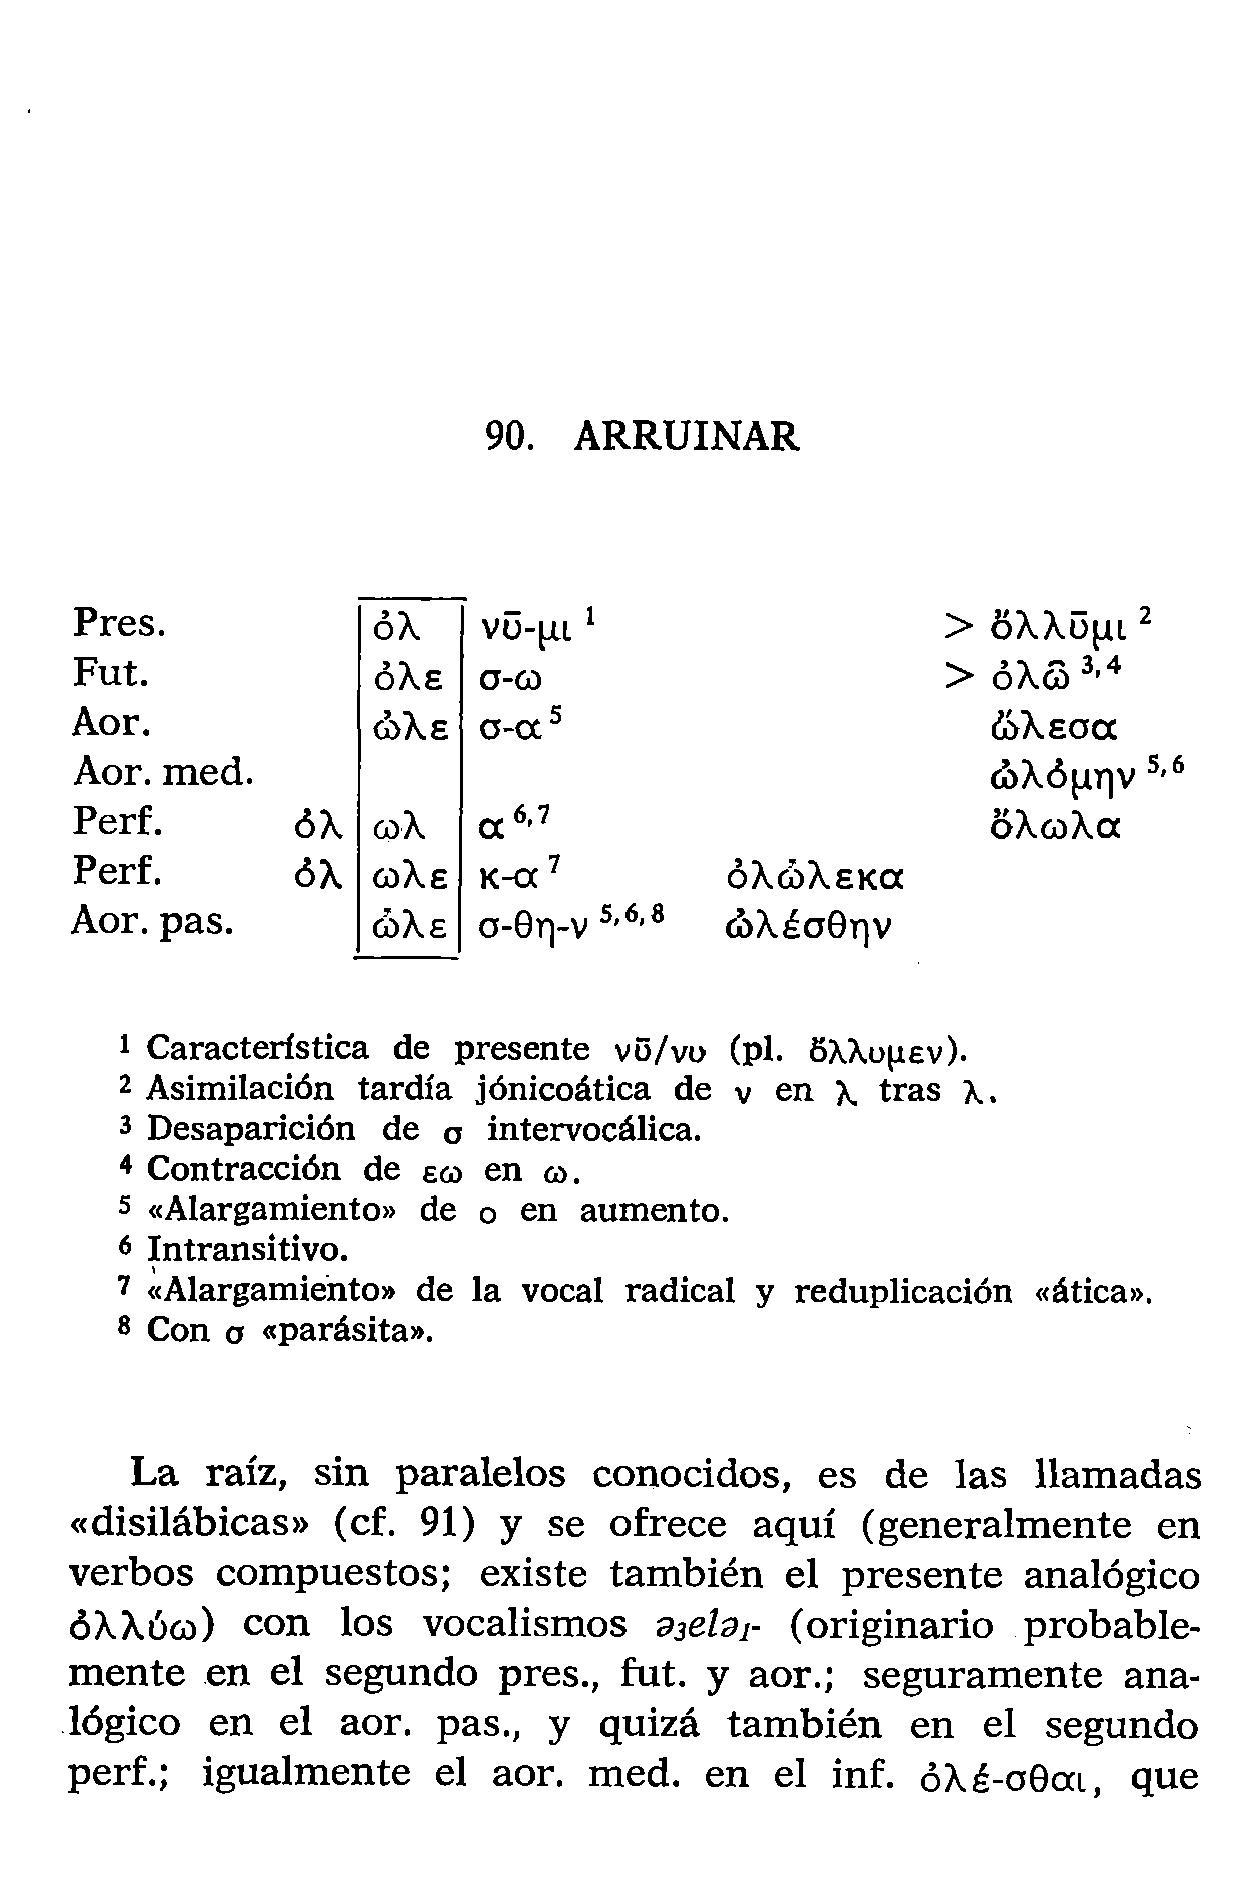 90. ARRUINAR
Pres. ὀλ νῡ-μι ¹ > ὄλλῡμι ²
Fut. ὀλε σ-ω > ὀλῶ ³,⁴
Aor. ὠλε σ-α ⁵ ὤλεσα
Aor. med. ὠλόμην ⁵,⁶
Perf. ὀλ ωλ α ⁶,⁷ ὄλωλα
Perf. ὀλ ωλε κ-α ⁷ ὀλώλεκα
Aor. pas. ὠλε σ-θη-ν ⁵,⁶,⁸ ὠλέσθην
¹ Característica de presente νῡ/νυ (pl. ὄλλυμεν).
² Asimilación tardía jónicoática de ν en λ tras λ.
³ Desaparición de σ intervocálica.
⁴ Contracción de εω en ω.
⁵ «Alargamiento» de ο en aumento.
⁶ Intransitivo.
⁷ «Alargamiento» de la vocal radical y reduplicación «ática».
⁸ Con σ «parásita».
La raíz, sin paralelos conocidos, es de las llamadas
«disilábicas» (cf. 91) y se ofrece aquí (generalmente en
verbos compuestos; existe también el presente analógico
ὀλλύω) con los vocalismos ə₃elə₁- (originario probable-
mente en el segundo pres., fut. y aor.; seguramente ana-
lógico en el aor. pas., y quizá también en el segundo
perf.; igualmente el aor. med. en el inf. ὀλέ-σθαι, que